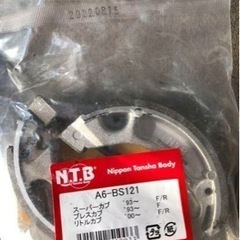 20220815
N.T.B Nippon Tansha Body
A6-BS121
スーパーカブ '93~ F/R
プレスカブ '93~ F
リトルカブ '00~ F/R